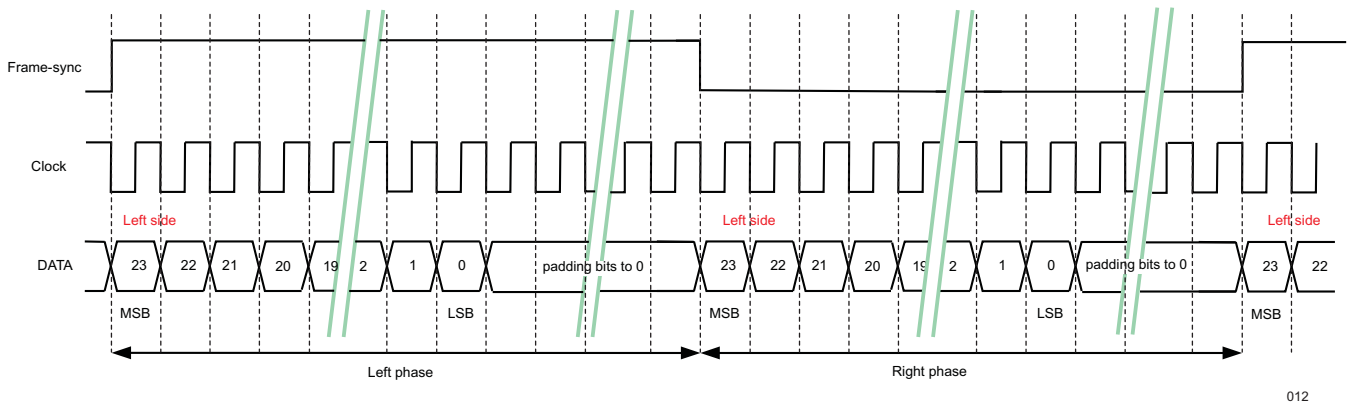 Frame-sync
Clock
Left side Left side Left side
DATA 23 22 21 20 19 2 1 0 padding bits to 0 23 22 21 20 19 2 1 0 padding bits to 0 23 22
MSB LSB MSB LSB MSB
Left phase Right phase
012